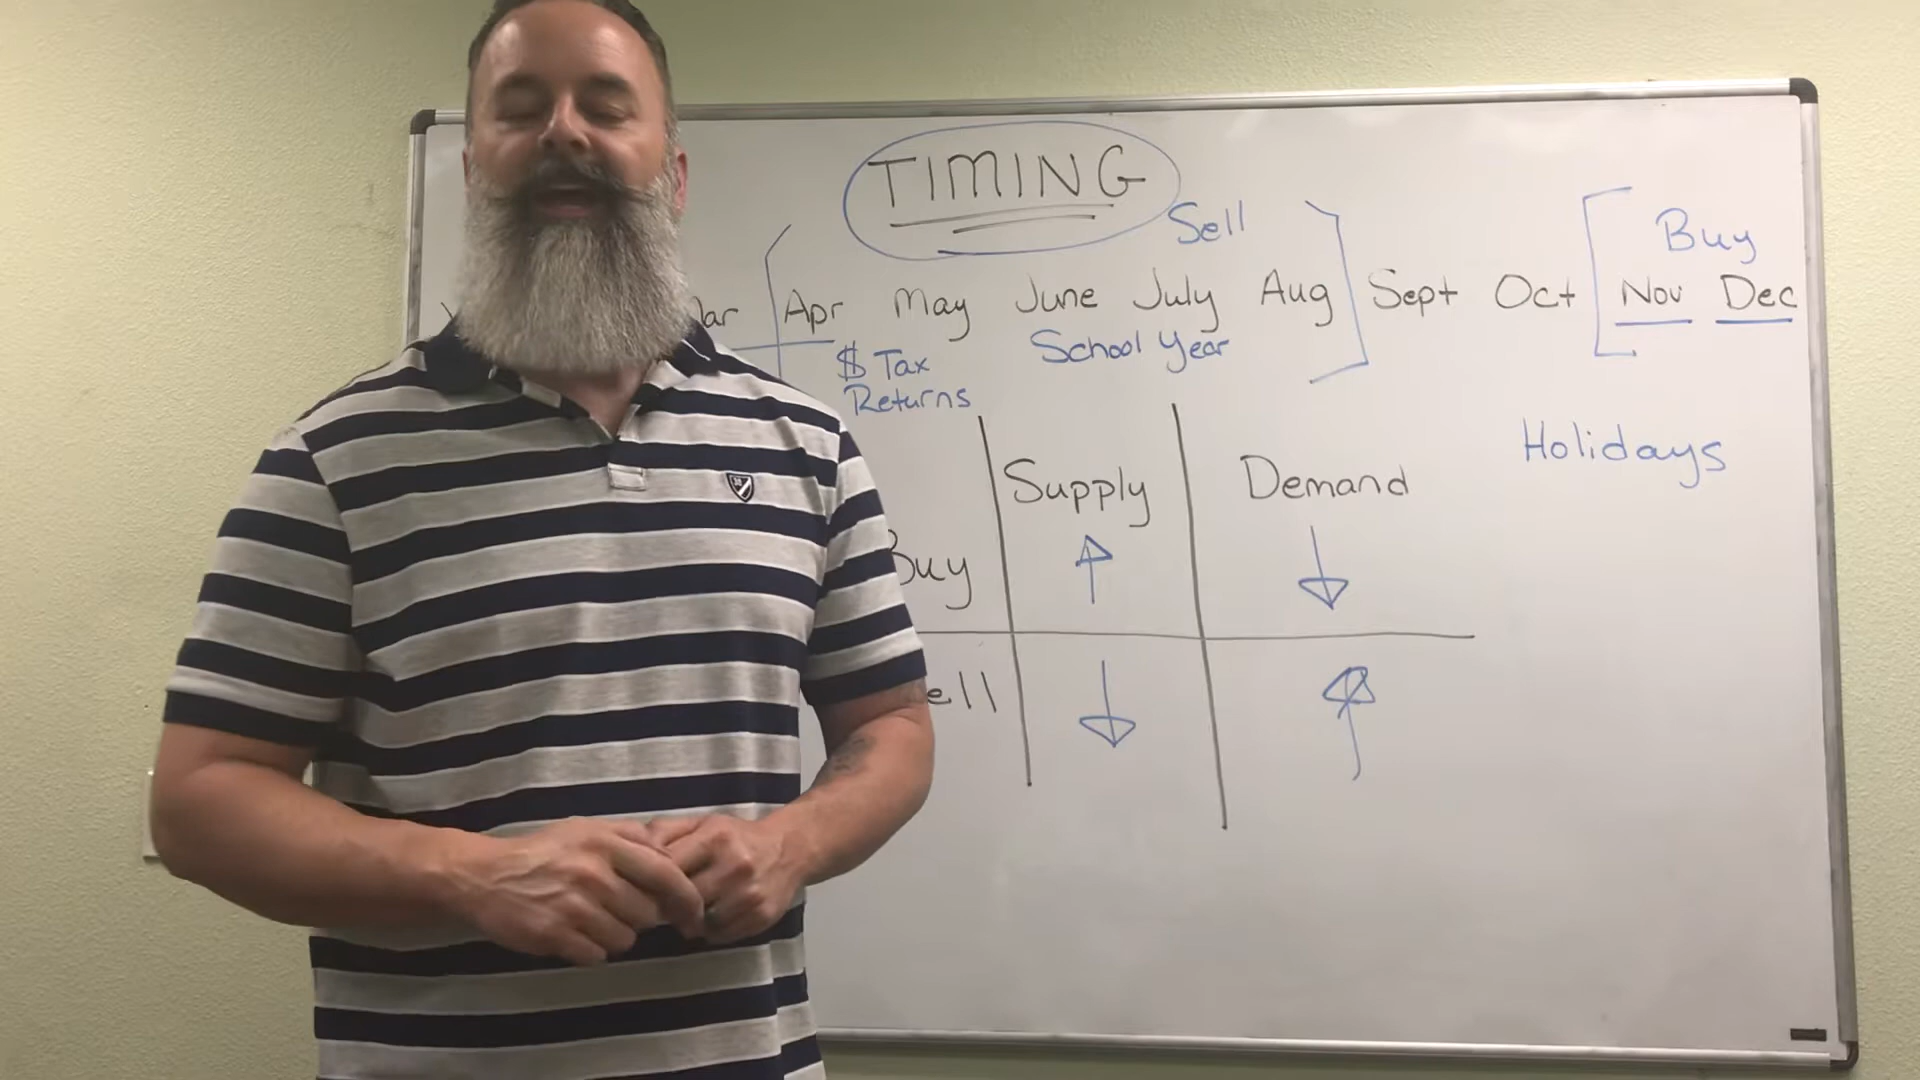 TIMING
Sell
Buy
Apr May June July Aug Sept Oct Nov Dec
$ Tax
Returns
School Year
Holidays
Supply
Demand
Buy